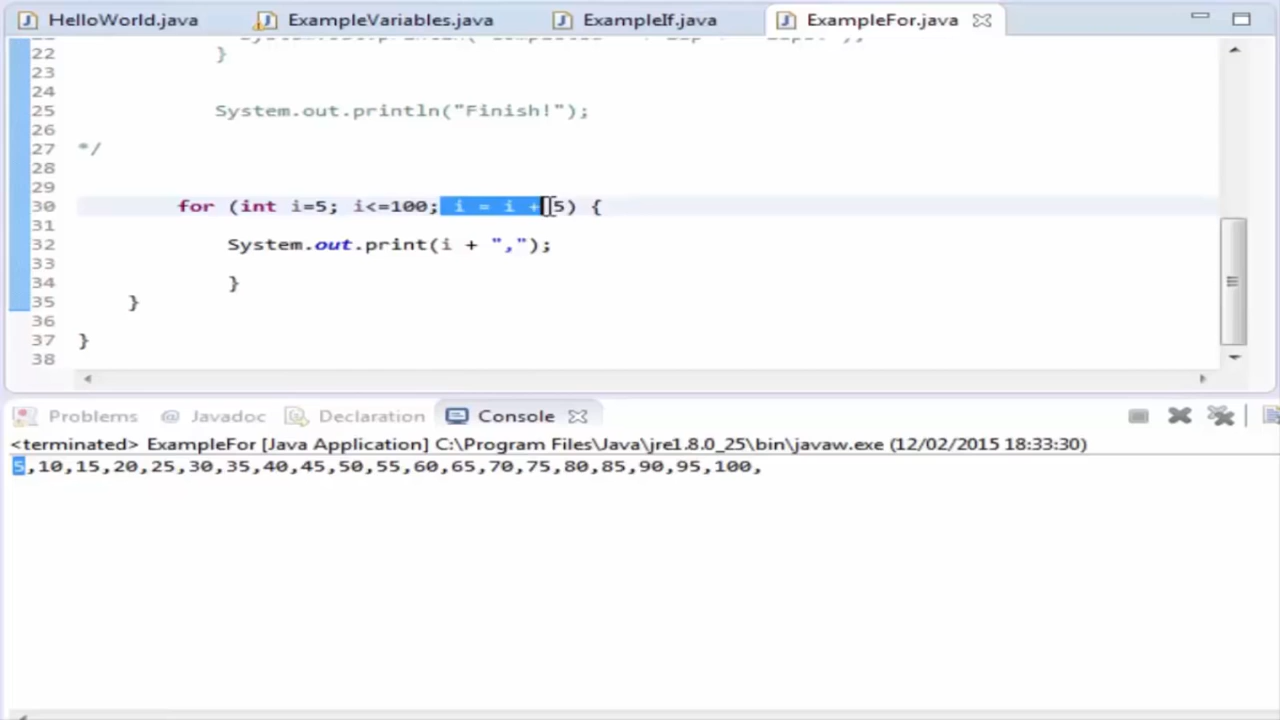 HelloWorld.java ExampleVariables.java ExampleIf.java ExampleFor.java
22 }
23
24
25 System.out.println("Finish!");
26
27 */
28
29
30 for (int i=5; i<=100; i = i + 5) {
31
32 System.out.print(i + ",");
33
34 }
35 }
36
37 }
38
Problems @ Javadoc Declaration Console
<terminated> ExampleFor [Java Application] C:\Program Files\Java\jre1.8.0_25\bin\javaw.exe (12/02/2015 18:33:30)
5,10,15,20,25,30,35,40,45,50,55,60,65,70,75,80,85,90,95,100,